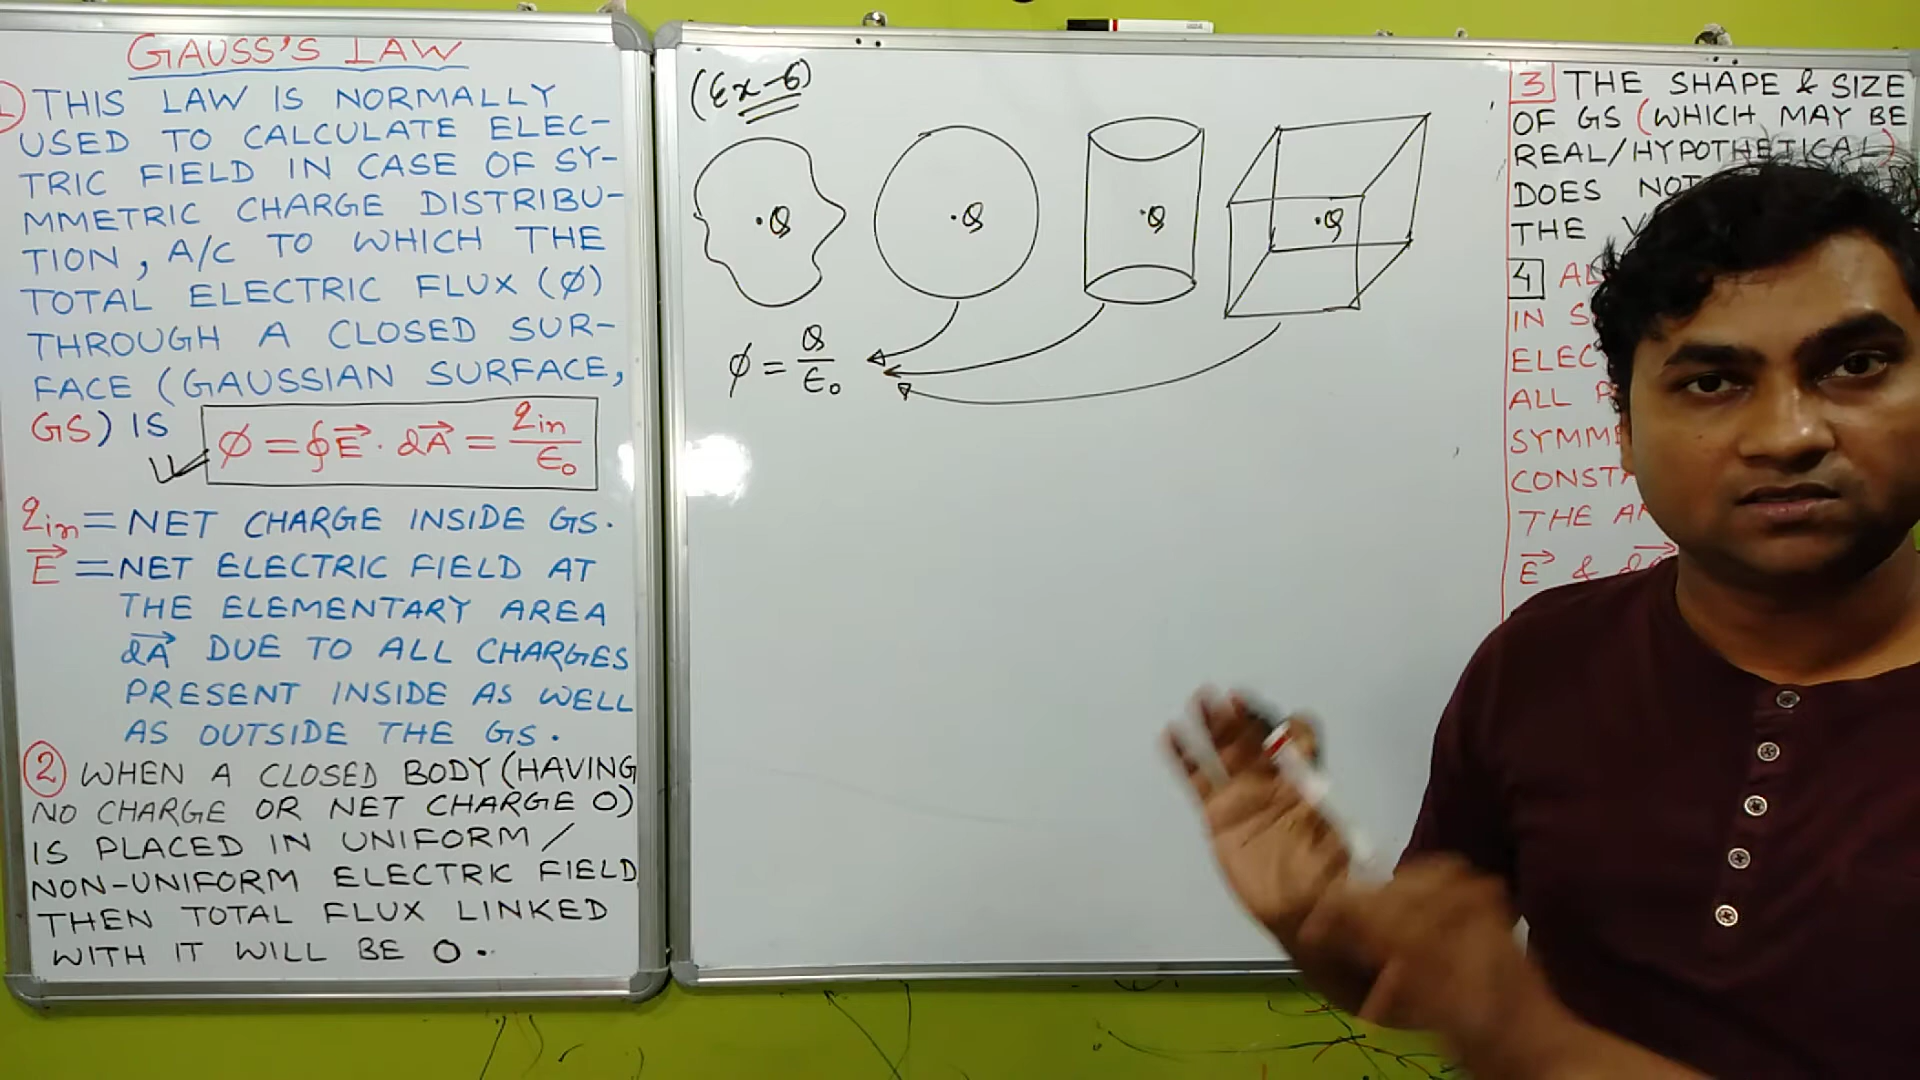 GAUSS'S LAW
1 THIS LAW IS NORMALLY
USED TO CALCULATE ELEC-
TRIC FIELD IN CASE OF SY-
MMETRIC CHARGE DISTRIBU-
TION, A/C TO WHICH THE
TOTAL ELECTRIC FLUX (Ø)
THROUGH A CLOSED SUR-
FACE (GAUSSIAN SURFACE,
GS) IS
Ø = ∮E⃗ · dA⃗ = qin/ε₀
qin = NET CHARGE INSIDE GS.
E⃗ = NET ELECTRIC FIELD AT
THE ELEMENTARY AREA
dA⃗ DUE TO ALL CHARGES
PRESENT INSIDE AS WELL
AS OUTSIDE THE GS.
2 WHEN A CLOSED BODY (HAVING
NO CHARGE OR NET CHARGE 0)
IS PLACED IN UNIFORM /
NON-UNIFORM ELECTRIC FIELD
THEN TOTAL FLUX LINKED
WITH IT WILL BE 0.
(Ex-6)
Q Q Q Q
Ø = Q/ε₀
3 THE SHAPE & SIZE
OF GS (WHICH MAY BE
REAL/HYPOTHETICAL)
DOES NOT
THE
4
IN
ALL
THE
E⃗ & dA⃗